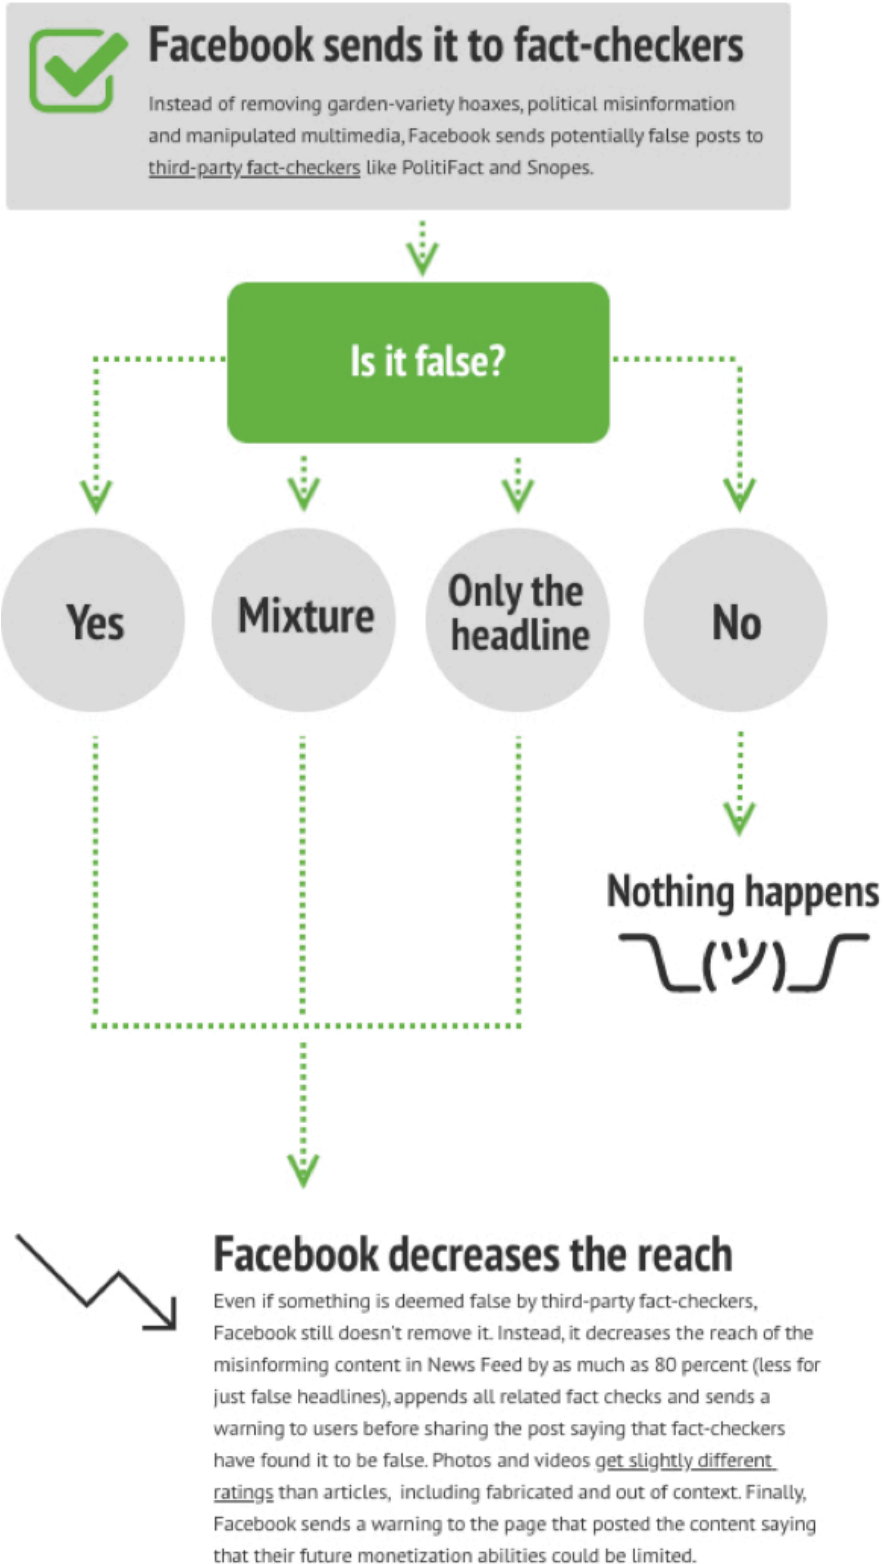 Facebook sends it to fact-checkers
Instead of removing garden-variety hoaxes, political misinformation
and manipulated multimedia, Facebook sends potentially false posts to
third-party fact-checkers like PolitiFact and Snopes.
Is it false?
Yes
Mixture
Only the
headline
No
Nothing happens
¯\_(ツ)_/¯
Facebook decreases the reach
Even if something is deemed false by third-party fact-checkers,
Facebook still doesn't remove it. Instead, it decreases the reach of the
misinforming content in News Feed by as much as 80 percent (less for
just false headlines), appends all related fact checks and sends a
warning to users before sharing the post saying that fact-checkers
have found it to be false. Photos and videos get slightly different
ratings than articles, including fabricated and out of context. Finally,
Facebook sends a warning to the page that posted the content saying
that their future monetization abilities could be limited.